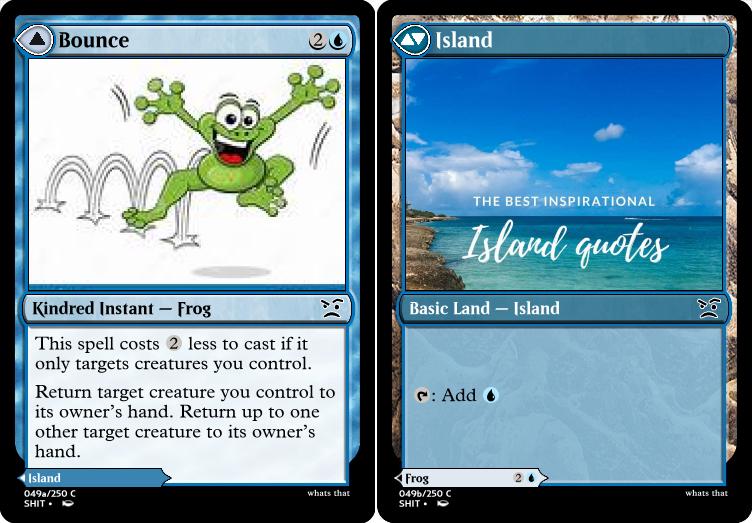 Bounce 2
Kindred Instant — Frog
This spell costs 2 less to cast if it
only targets creatures you control.
Return target creature you control to
its owner's hand. Return up to one
other target creature to its owner's
hand.
Island
049a/250 C
SHIT •
whats that
Island
THE BEST INSPIRATIONAL
Island quotes
Basic Land — Island
: Add
Frog 2
049b/250 C
SHIT •
whats that